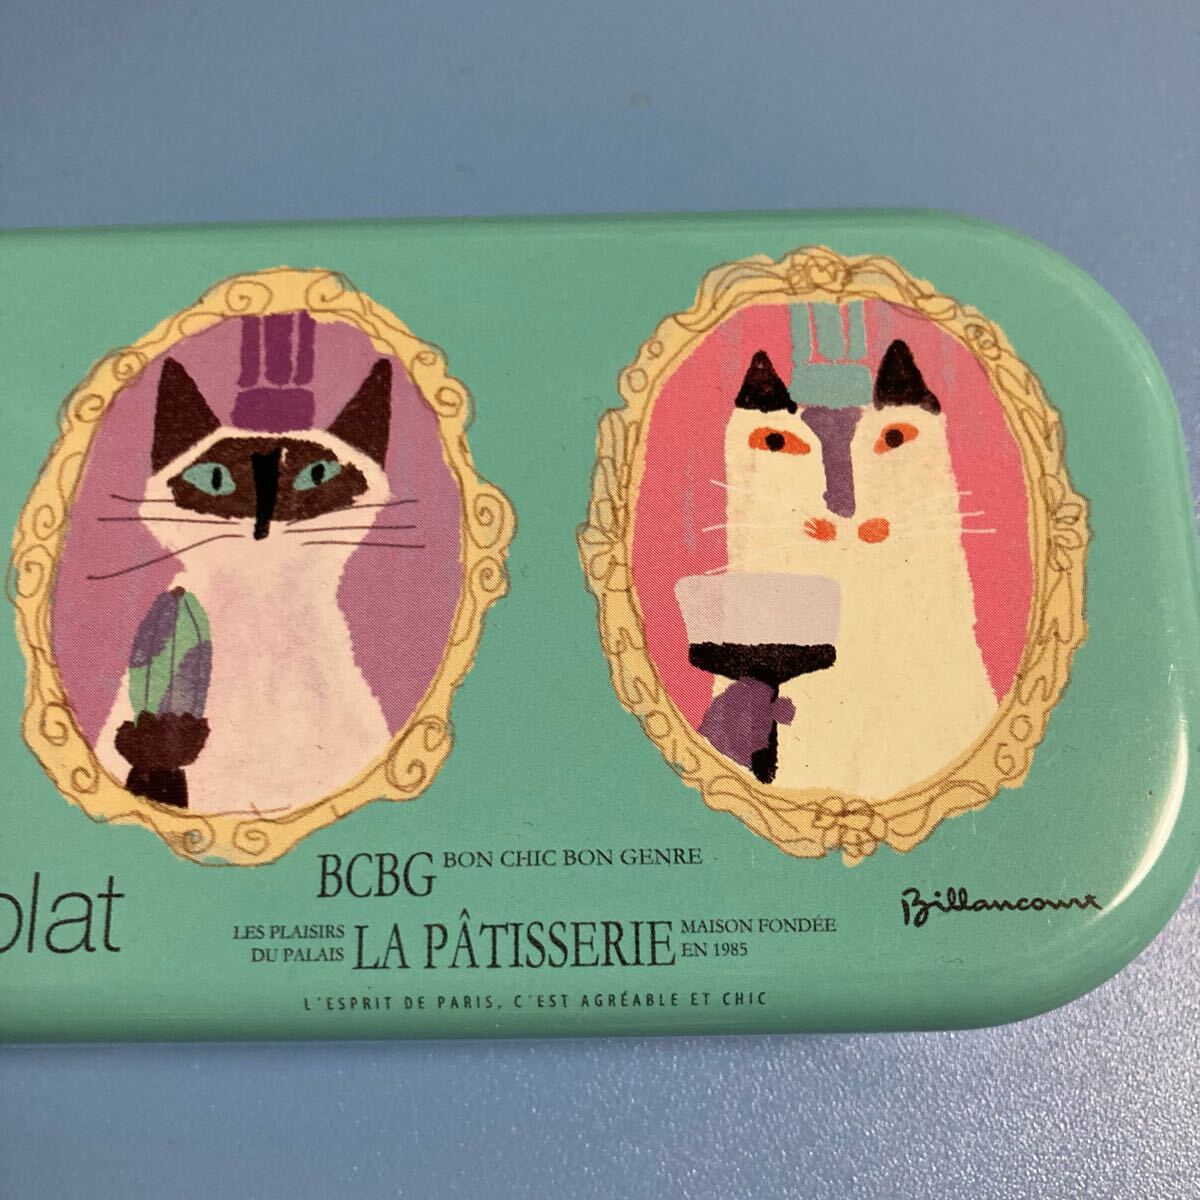 olat
BCBG BON CHIC BON GENRE
LES PLAISIRS DU PALAIS LA PÂTISSERIE MAISON FONDÉE EN 1985
L'ESPRIT DE PARIS, C'EST AGRÉABLE ET CHIC
Billancourt